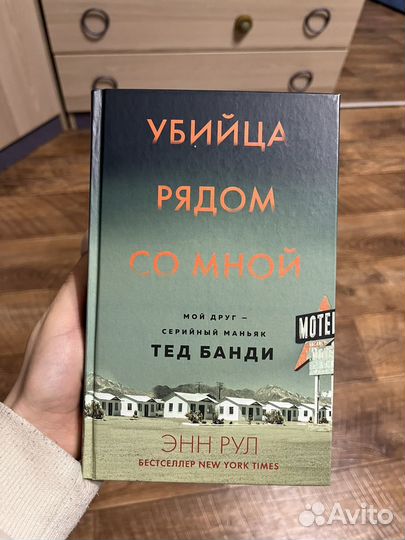 УБИЙЦА
РЯДОМ
СО МНОЙ
МОЙ ДРУГ –
СЕРИЙНЫЙ МАНЬЯК
ТЕД БАНДИ
MOTEL
ЭНН РУЛ
БЕСТСЕЛЛЕР NEW YORK TIMES
Avito